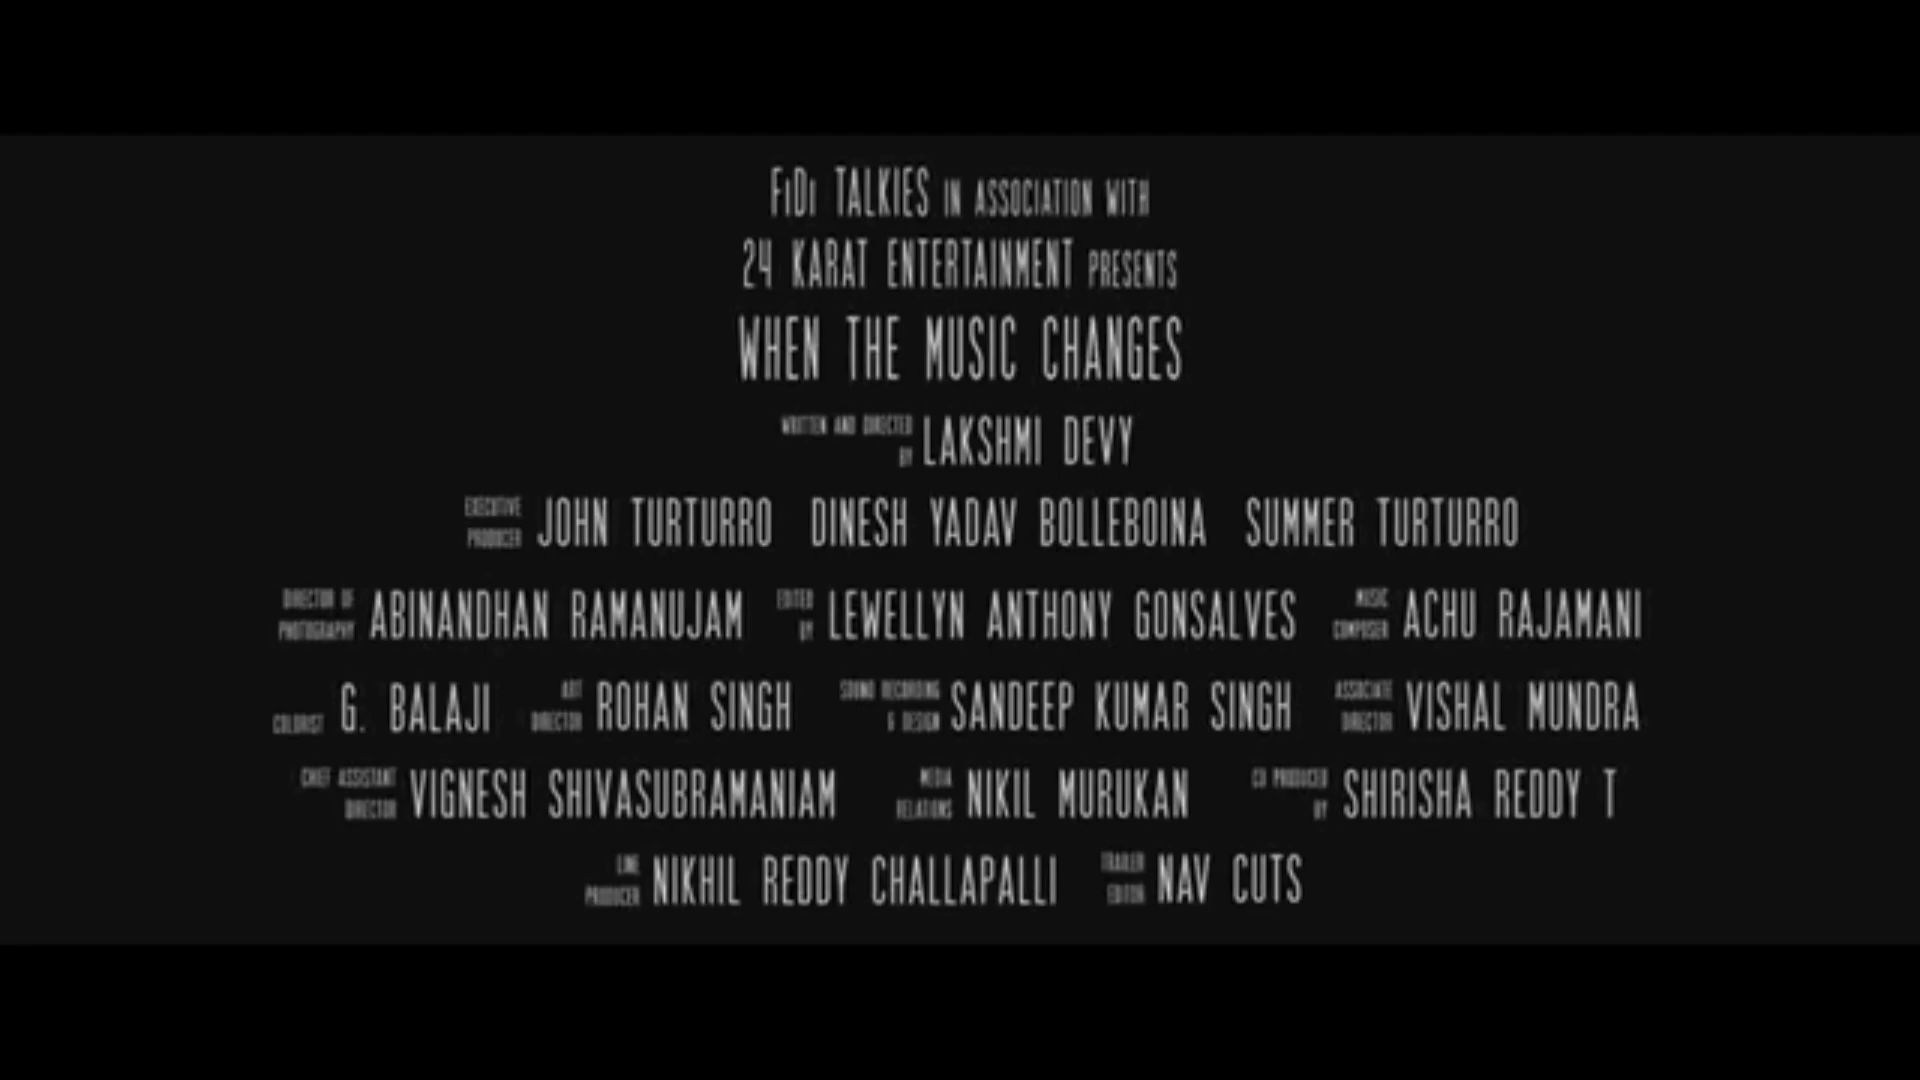 FiDi TALKIES IN ASSOCIATION WITH
24 KARAT ENTERTAINMENT PRESENTS
WHEN THE MUSIC CHANGES
WRITTEN AND DIRECTED BY LAKSHMI DEVY
EXECUTIVE PRODUCER JOHN TURTURRO DINESH YADAV BOLLEBOINA SUMMER TURTURRO
DIRECTOR OF PHOTOGRAPHY ABINANDHAN RAMANUJAM EDITED BY LEWELLYN ANTHONY GONSALVES MUSIC COMPOSER ACHU RAJAMANI
COLORIST G. BALAJI ART DIRECTOR ROHAN SINGH SOUND RECORDING & DESIGN SANDEEP KUMAR SINGH ASSOCIATE DIRECTOR VISHAL MUNDRA
CHIEF ASSISTANT DIRECTOR VIGNESH SHIVASUBRAMANIAM MEDIA RELATIONS NIKIL MURUKAN CO PRODUCED BY SHIRISHA REDDY T
LINE PRODUCER NIKHIL REDDY CHALLAPALLI TRAILER EDITOR NAV CUTS